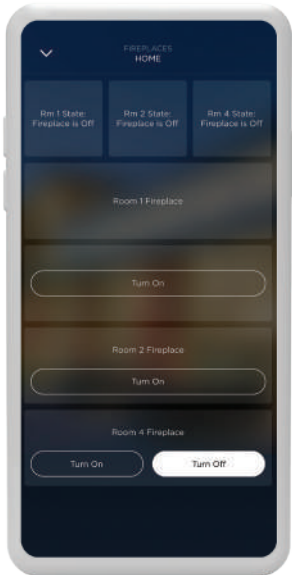 FIREPLACES
HOME
Rm 1 State:
Fireplace is Off
Rm 2 State:
Fireplace is Off
Rm 4 State:
Fireplace is Off
Room 1 Fireplace
Turn On
Room 2 Fireplace
Turn On
Room 4 Fireplace
Turn On
Turn Off